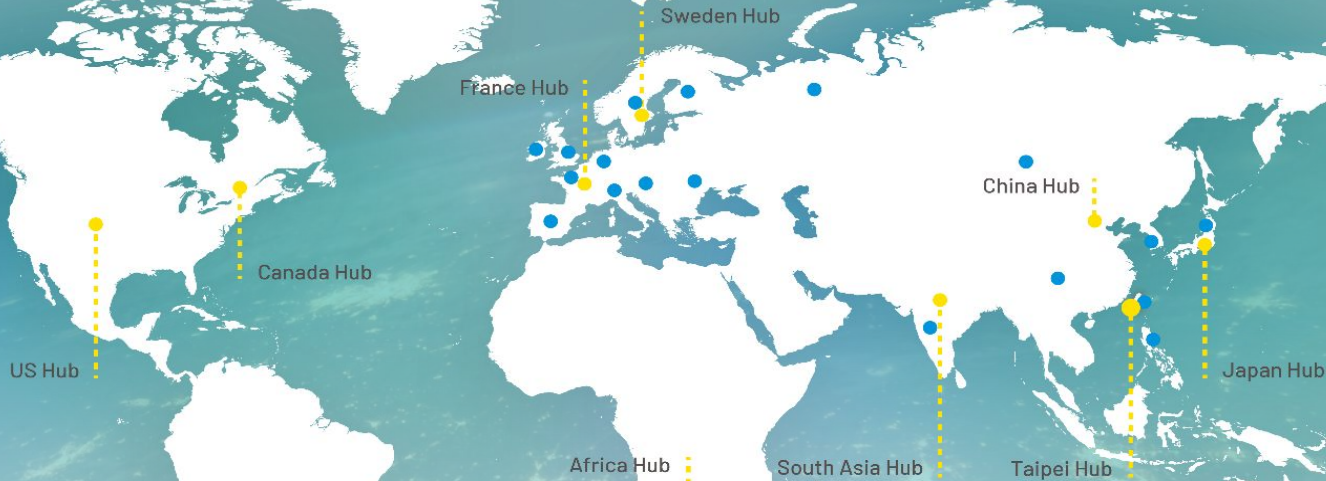 Sweden Hub
France Hub
China Hub
Canada Hub
US Hub
Japan Hub
Africa Hub
South Asia Hub
Taipei Hub